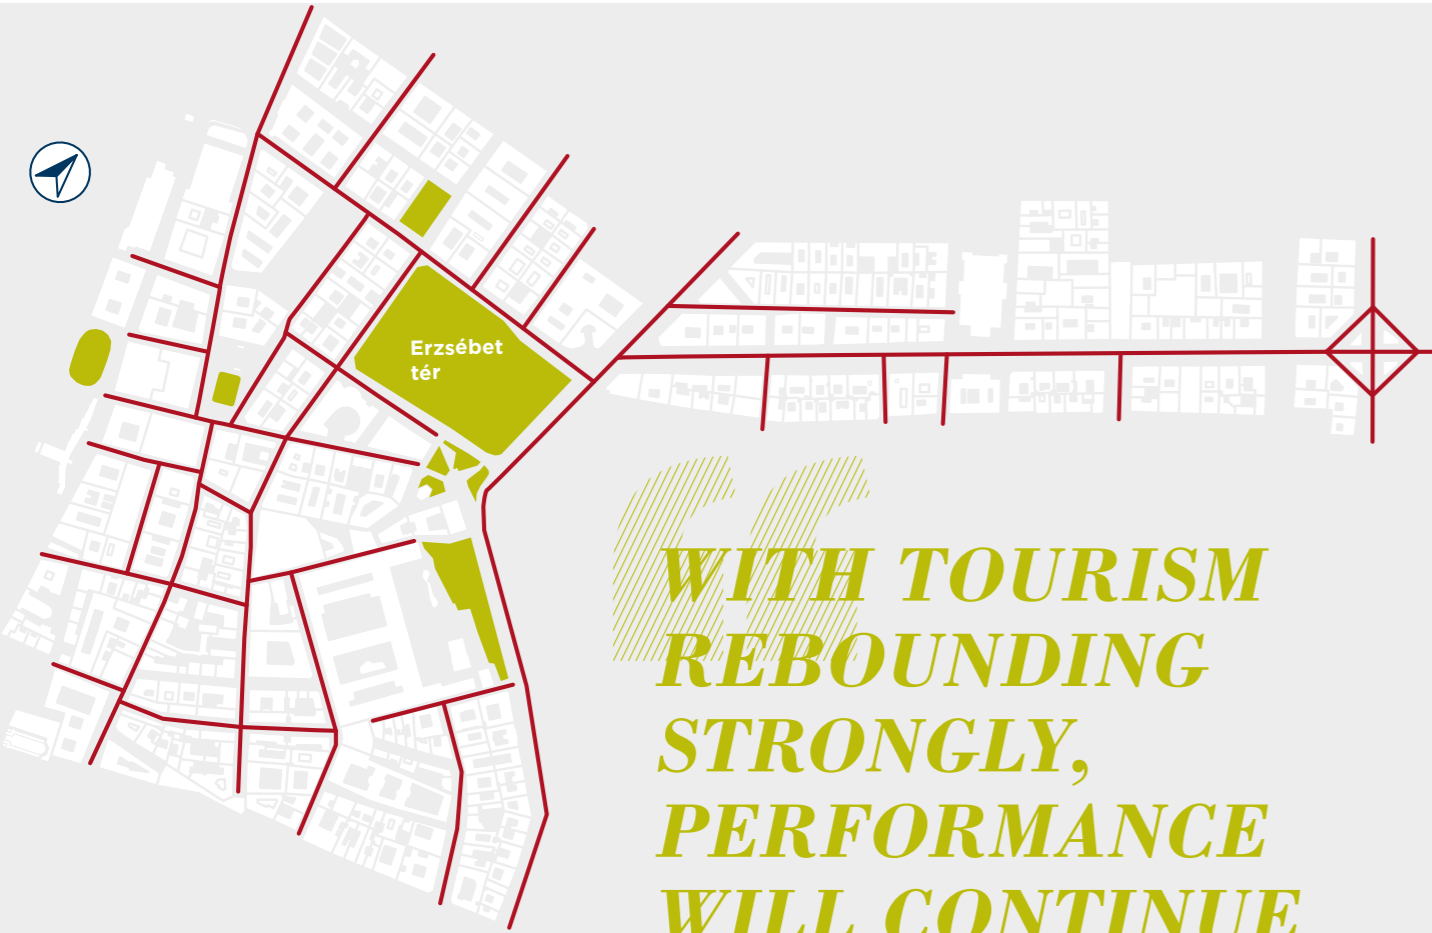 Erzsébet
tér
WITH TOURISM
REBOUNDING
STRONGLY,
PERFORMANCE
WILL CONTINUE